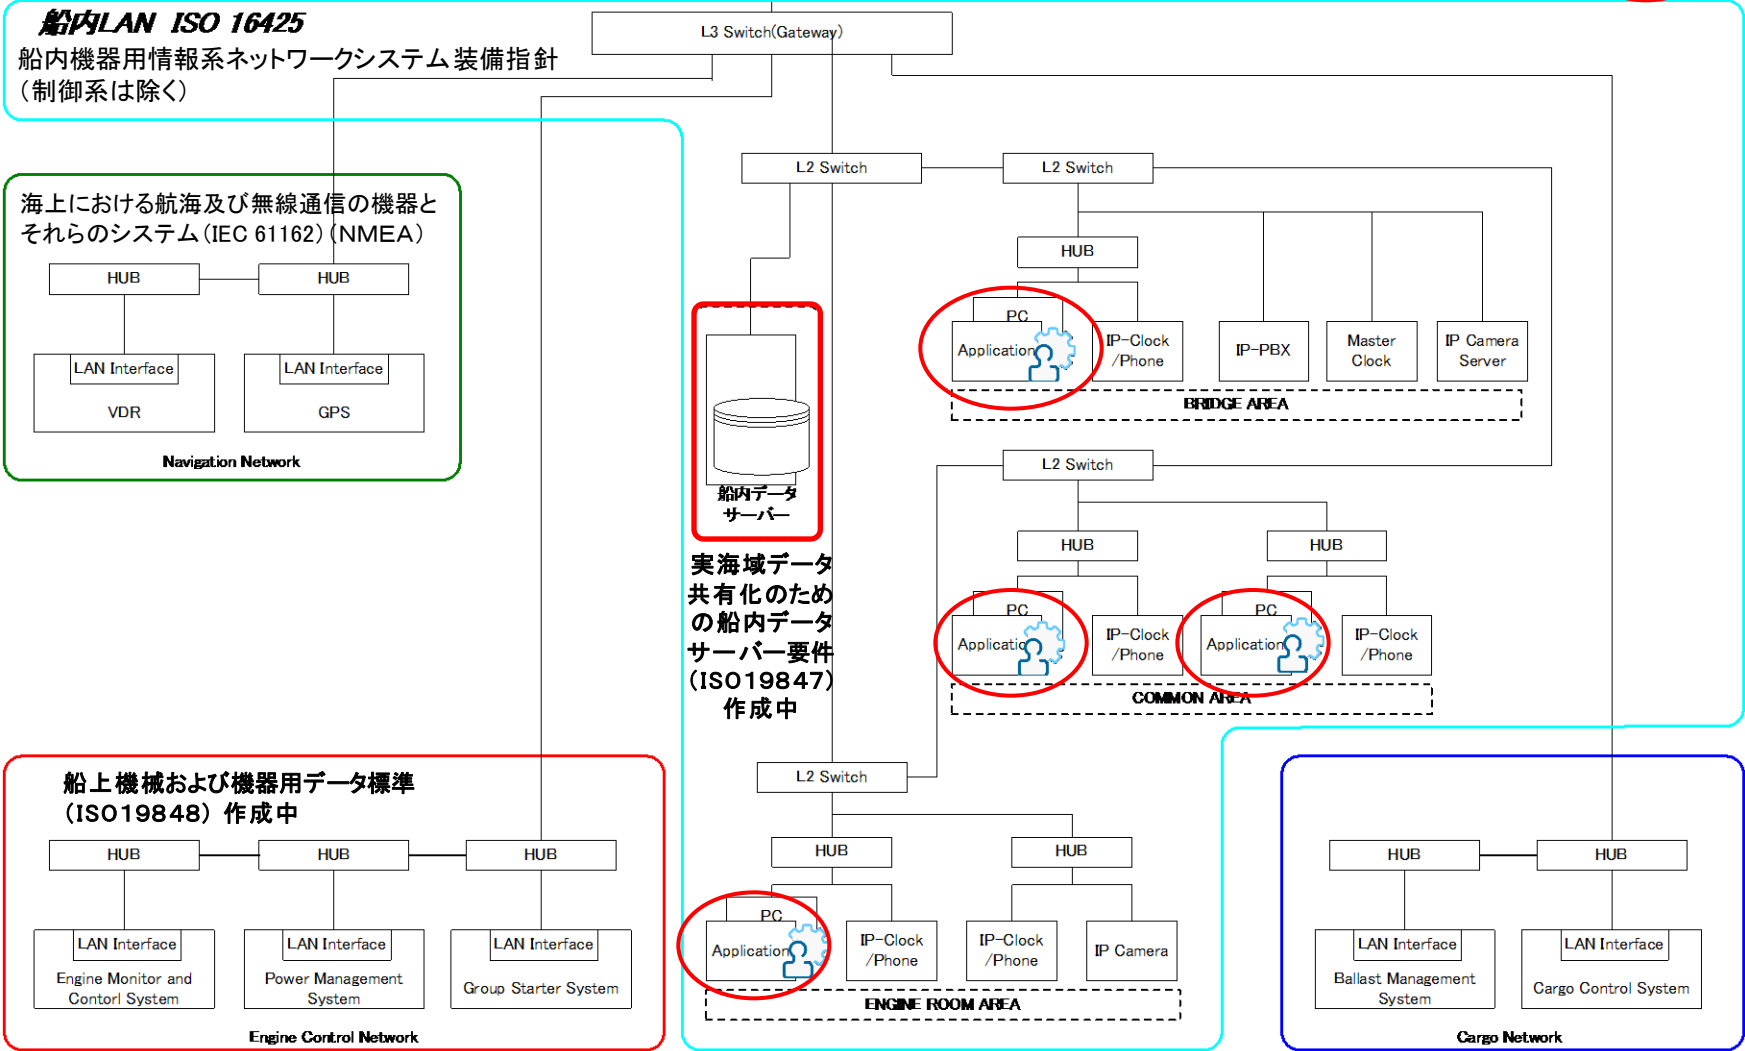 船内LAN ISO 16425
船内機器用情報系ネットワークシステム装備指針
（制御系は除く）
L3 Switch(Gateway)
L2 Switch
L2 Switch
海上における航海及び無線通信の機器と
それらのシステム（IEC 61162）（NMEA）
HUB
HUB
LAN Interface
VDR
LAN Interface
GPS
Navigation Network
HUB
PC
Application
IP-Clock
/Phone
IP-PBX
Master
Clock
IP Camera
Server
BRIDGE AREA
船内データ
サーバー
実海域データ
共有化のため
の船内データ
サーバー要件
（ISO19847）
作成中
L2 Switch
HUB
HUB
PC
Application
IP-Clock
/Phone
PC
Application
IP-Clock
/Phone
COMMON AREA
船上機械および機器用データ標準
（ISO19848） 作成中
HUB
HUB
HUB
LAN Interface
Engine Monitor and
Contorl System
LAN Interface
Power Management
System
LAN Interface
Group Starter System
Engine Control Network
L2 Switch
HUB
HUB
PC
Application
IP-Clock
/Phone
IP-Clock
/Phone
IP Camera
ENGINE ROOM AREA
HUB
HUB
LAN Interface
Ballast Management
System
LAN Interface
Cargo Control System
Cargo Network